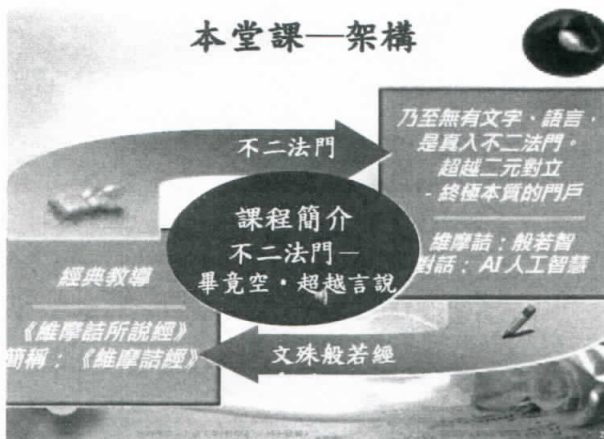 本堂課—架構
不二法門
乃至無有文字、語言，
是真入不二法門。
超越二元對立
- 終極本質的門戶
維摩詰：般若智
對話： AI 人工智慧
課程簡介
不二法門—
畢竟空．超越言說
經典教導
《維摩詰所說經》
簡稱：《維摩詰經》
文殊般若經